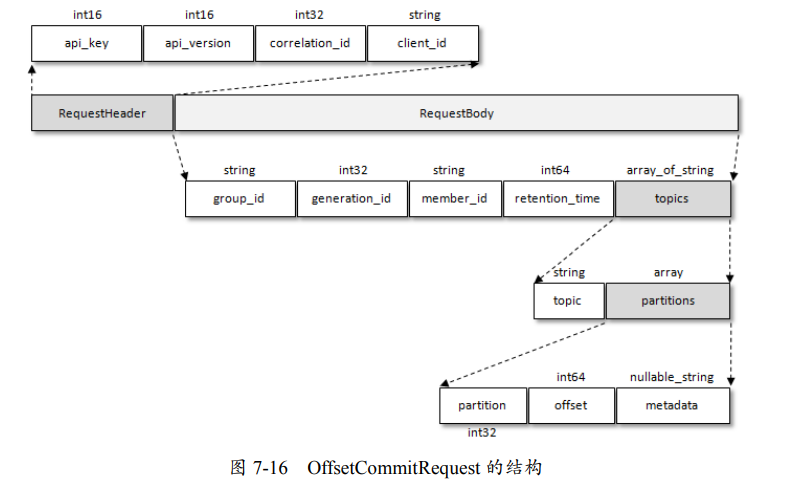 int16 int16 int32 string
api_key api_version correlation_id client_id
RequestHeader RequestBody
string int32 string int64 array_of_string
group_id generation_id member_id retention_time topics
string array
topic partitions
int64 nullable_string
partition offset metadata
int32
图 7-16 OffsetCommitRequest 的结构